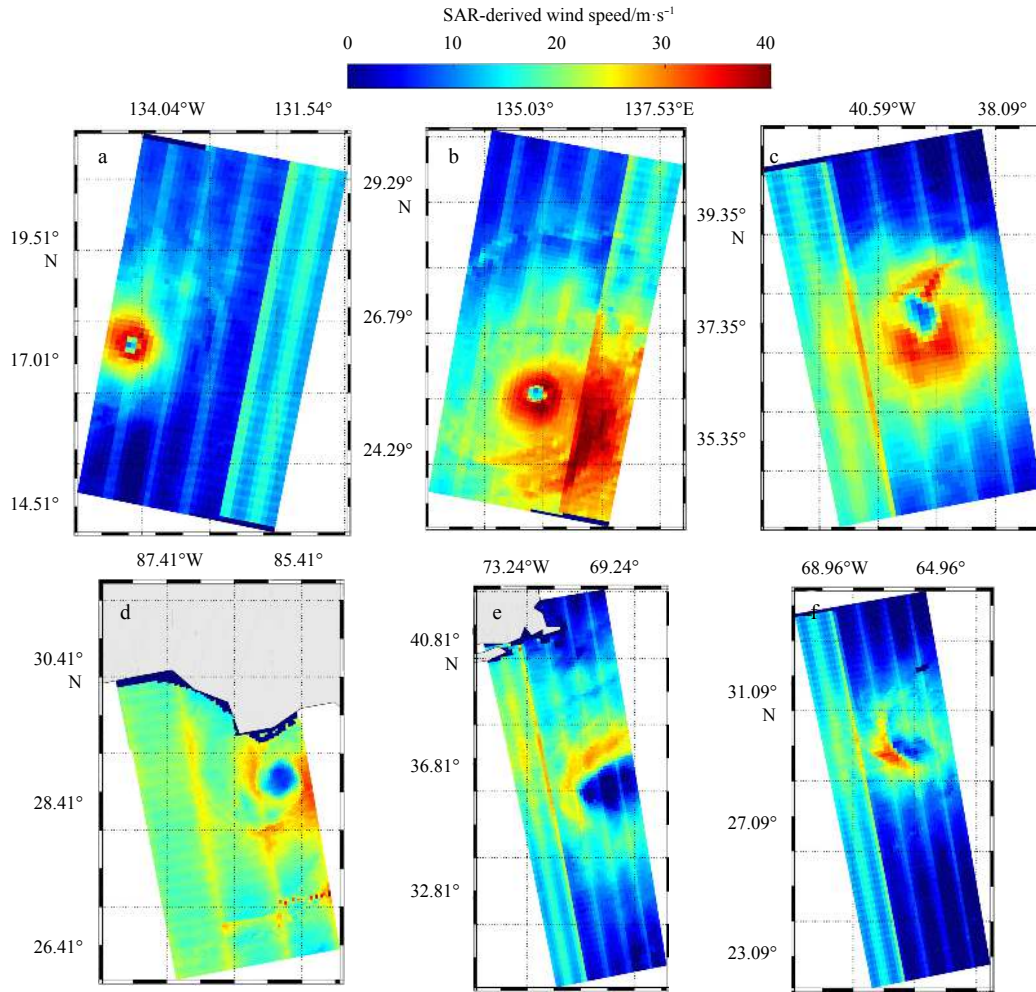 SAR-derived wind speed/m·s⁻¹
0 10 20 30 40
134.04°W 131.54°
a
19.51°
N
17.01°
14.51°
135.03° 137.53°E
b
29.29°
N
26.79°
24.29°
40.59°W 38.09°
c
39.35°
N
37.35°
35.35°
87.41°W 85.41°
d
30.41°
N
28.41°
26.41°
73.24°W 69.24°
e
40.81°
N
36.81°
32.81°
68.96°W 64.96°
f
31.09°
N
27.09°
23.09°